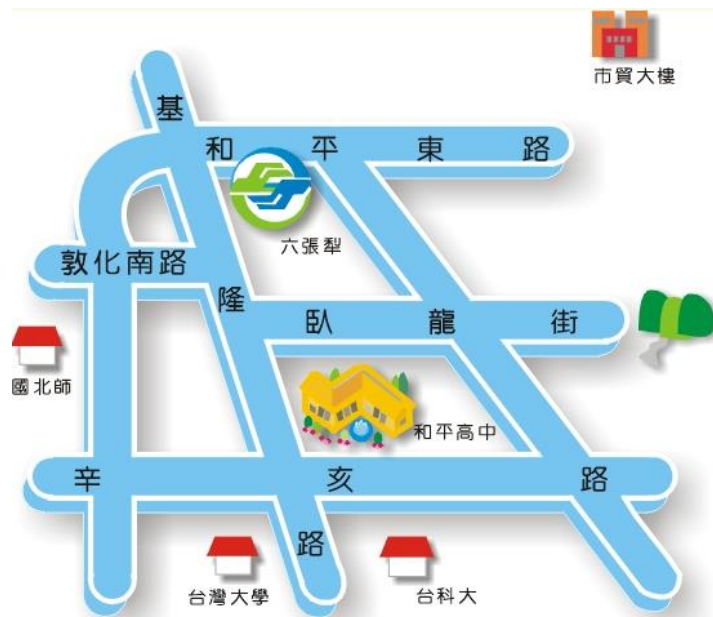 市貿大樓
基隆路
和平東路
六張犁
敦化南路
臥龍街
國北師
和平高中
辛亥路
台灣大學
台科大